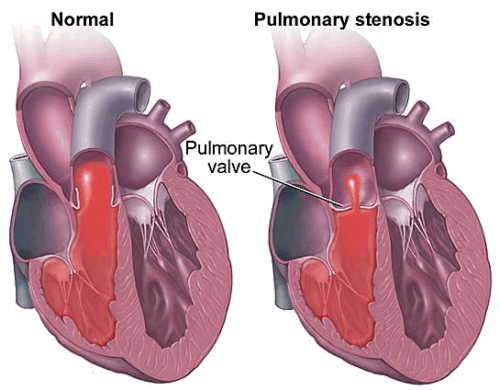 Normal
Pulmonary stenosis
Pulmonary
valve